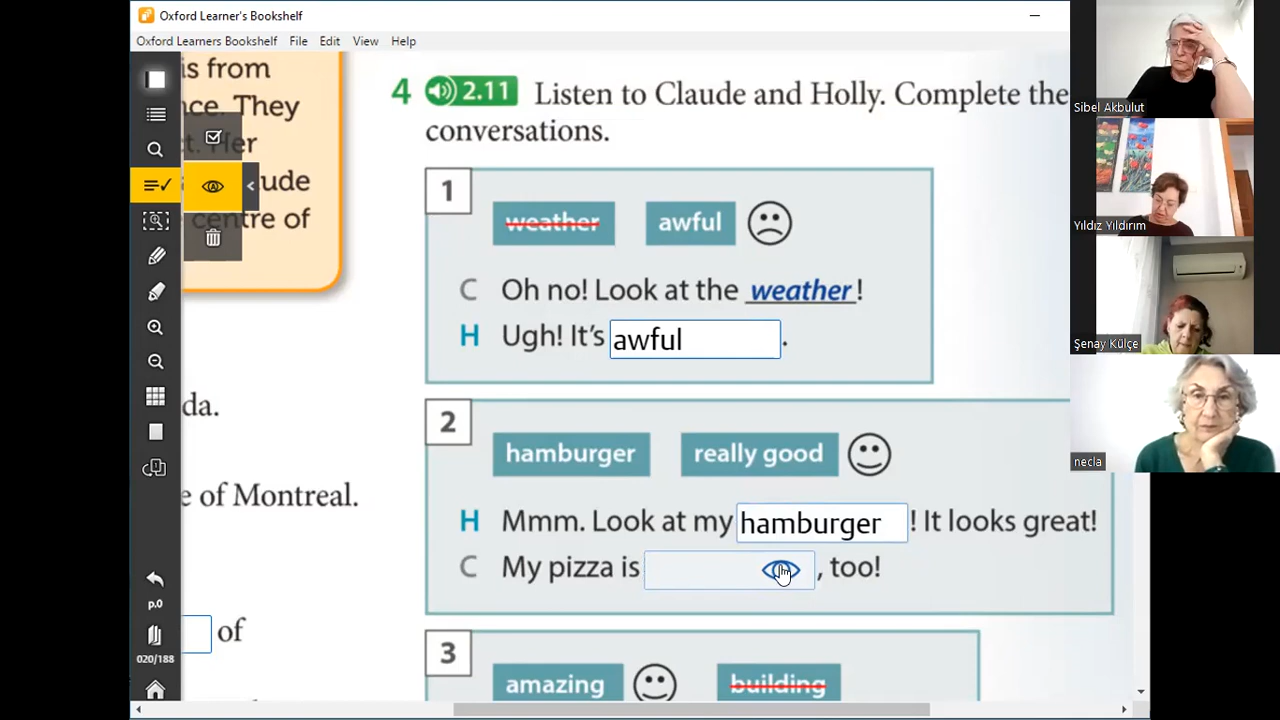 Oxford Learner's Bookshelf
Oxford Learners Bookshelf File Edit View Help
is from
nce. They
Her
ude
centre of
da.
e of Montreal.
of
p.0
020/188
4 2.11 Listen to Claude and Holly. Complete the
conversations.
1
weather awful
C Oh no! Look at the weather!
H Ugh! It's awful.
2
hamburger really good
H Mmm. Look at my hamburger! It looks great!
C My pizza is , too!
3
amazing building
Sibel Akbulut
Yıldız Yıldırım
Şenay Külçe
necla